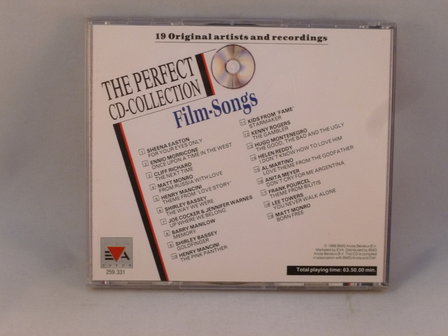 19 Original artists and recordings
THE PERFECT
CD-COLLECTION
Film-Songs
SHEENA EASTON
FOR YOUR EYES ONLY
ENNIO MORRICONE
ONCE UPON A TIME IN THE WEST
CLIFF RICHARD
THE NEXT TIME
MATT MONRO
FROM RUSSIA WITH LOVE
HENRY MANCINI
THEME FROM 'LOVE STORY'
SHIRLEY BASSEY
THE WAY WE WERE
JOE COCKER & JENNIFER WARNES
UP WHERE WE BELONG
BARRY MANILOW
MEMORY
SHIRLEY BASSEY
GOLDFINGER
HENRY MANCINI
THE PINK PANTHER
KIDS FROM 'FAME'
STARMAKER
KENNY ROGERS
THE GAMBLER
HUGO MONTENEGRO
THE GOOD, THE BAD AND THE UGLY
HELEN REDDY
I DON'T KNOW HOW TO LOVE HIM
AL MARTINO
LOVE THEME FROM THE GODFATHER
ANITA MEYER
DON'T CRY FOR ME ARGENTINA
FRANK POURCEL
THEME FROM BILITIS
LEE TOWERS
YOU NEVER WALK ALONE
MATT MONRO
BORN FREE
EVA
259.331
Total playing time: 63.50.00 min.